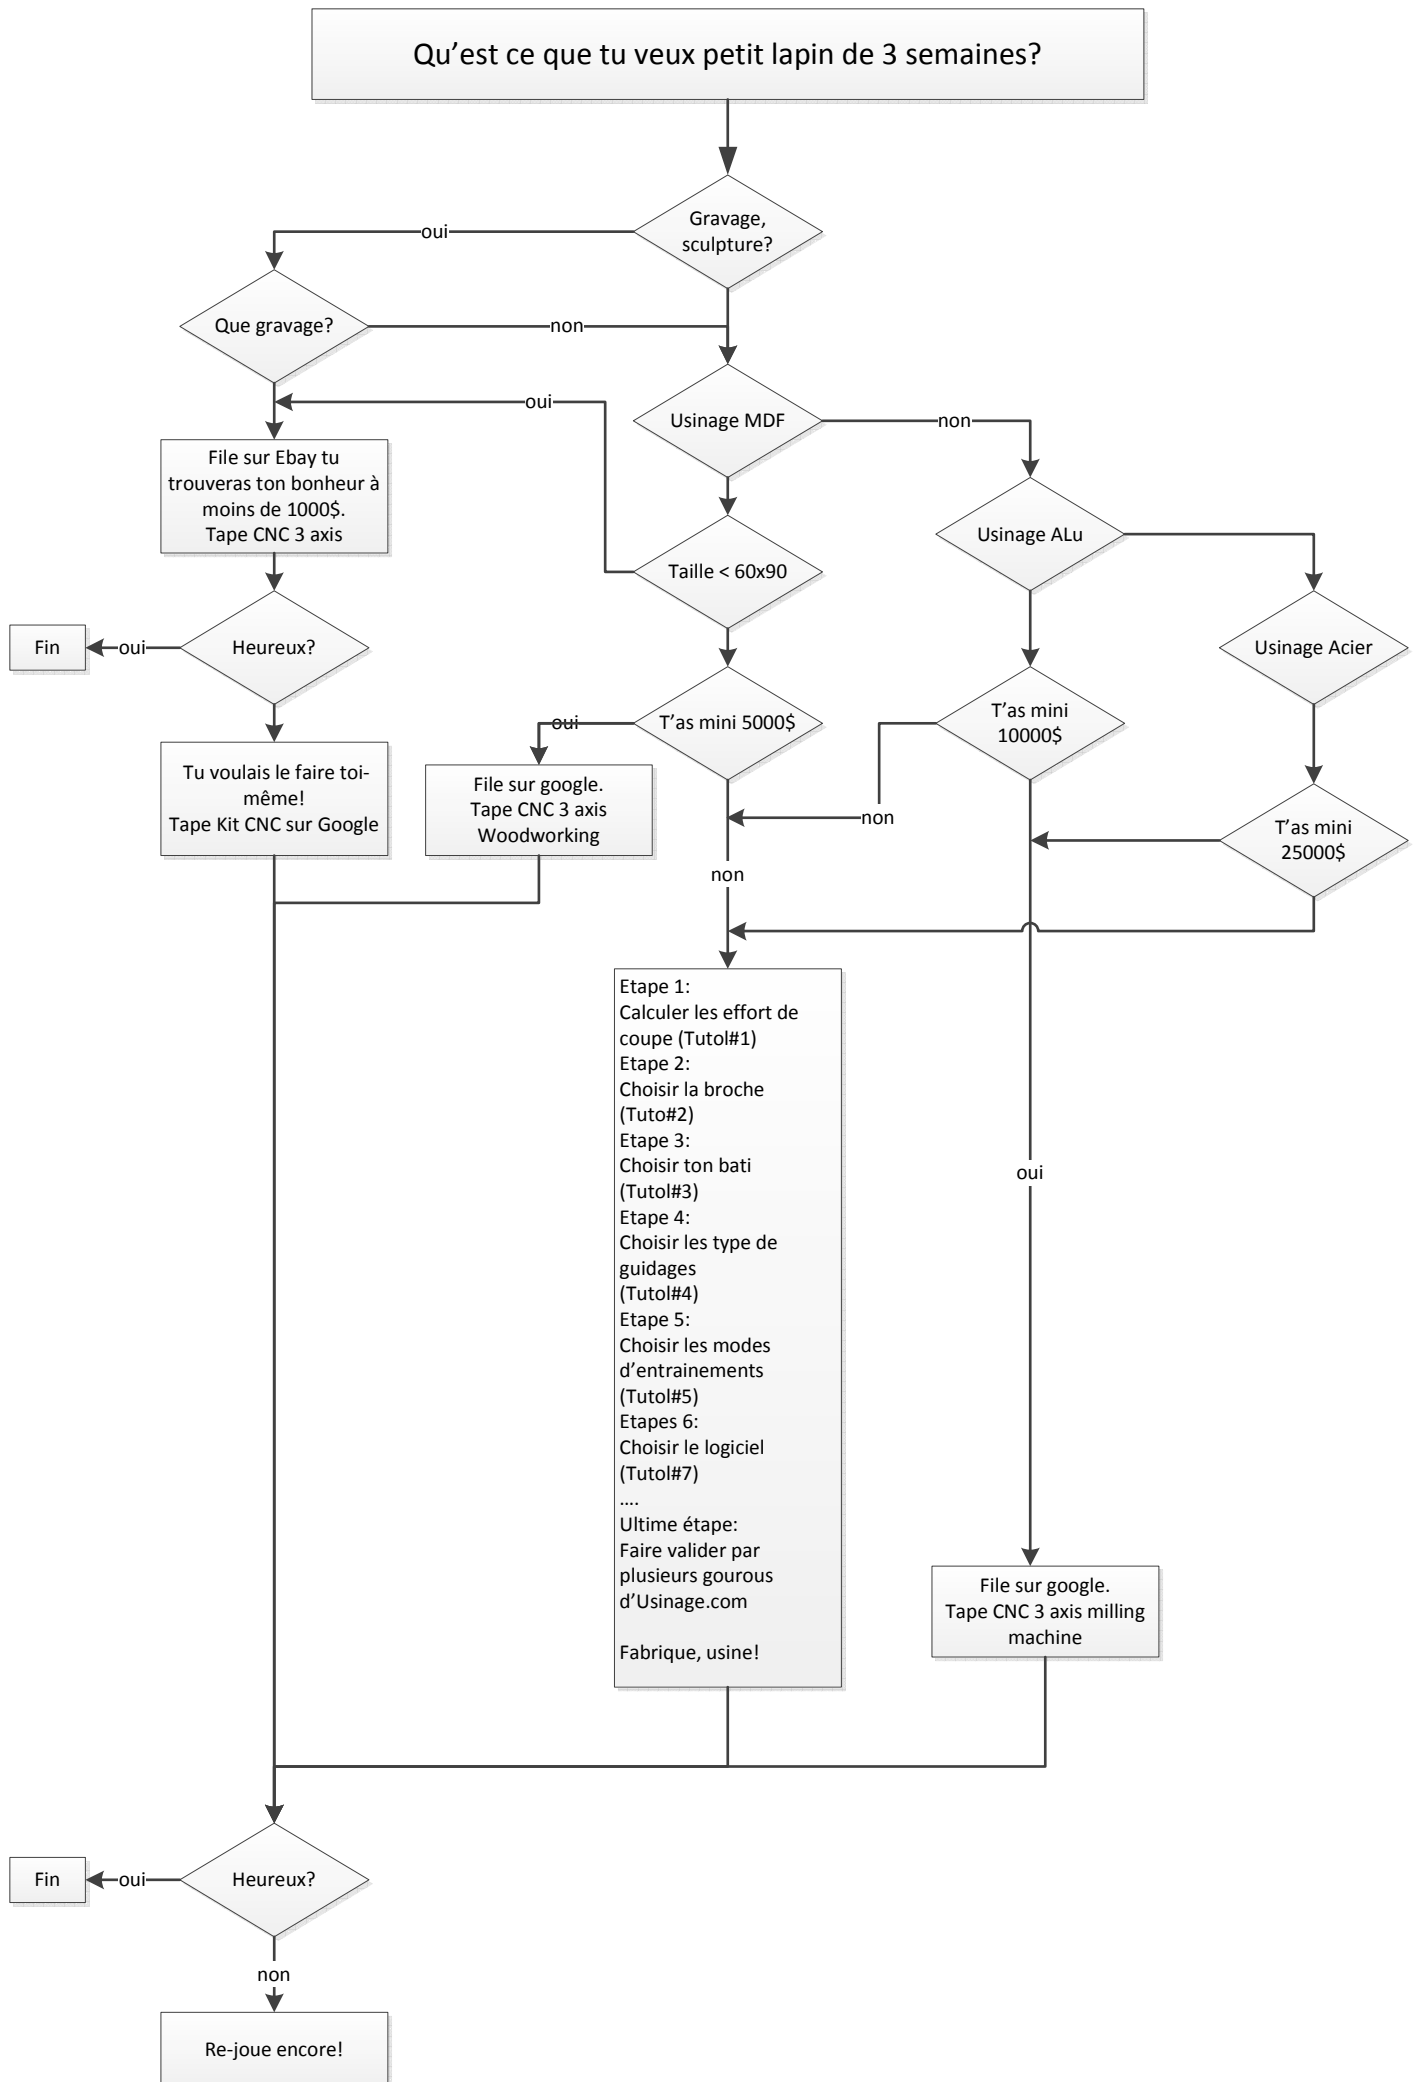 Qu’est ce que tu veux petit lapin de 3 semaines?
Gravage,
sculpture?
oui
Que gravage?
non
oui
Usinage MDF
non
File sur Ebay tu
trouveras ton bonheur à
moins de 1000$.
Tape CNC 3 axis
Usinage ALu
Taille < 60x90
Fin
oui
Heureux?
Usinage Acier
oui
T’as mini 5000$
T’as mini
10000$
Tu voulais le faire toi-
même!
Tape Kit CNC sur Google
File sur google.
Tape CNC 3 axis
Woodworking
non
T’as mini
25000$
non
Etape 1:
Calculer les effort de
coupe (Tutol#1)
Etape 2:
Choisir la broche
(Tuto#2)
Etape 3:
Choisir ton bati
(Tutol#3)
Etape 4:
Choisir les type de
guidages
(Tutol#4)
Etape 5:
Choisir les modes
d’entrainements
(Tutol#5)
Etapes 6:
Choisir le logiciel
(Tutol#7)
....
Ultime étape:
Faire valider par
plusieurs gourous
d’Usinage.com
Fabrique, usine!
oui
File sur google.
Tape CNC 3 axis milling
machine
Fin
oui
Heureux?
non
Re-joue encore!